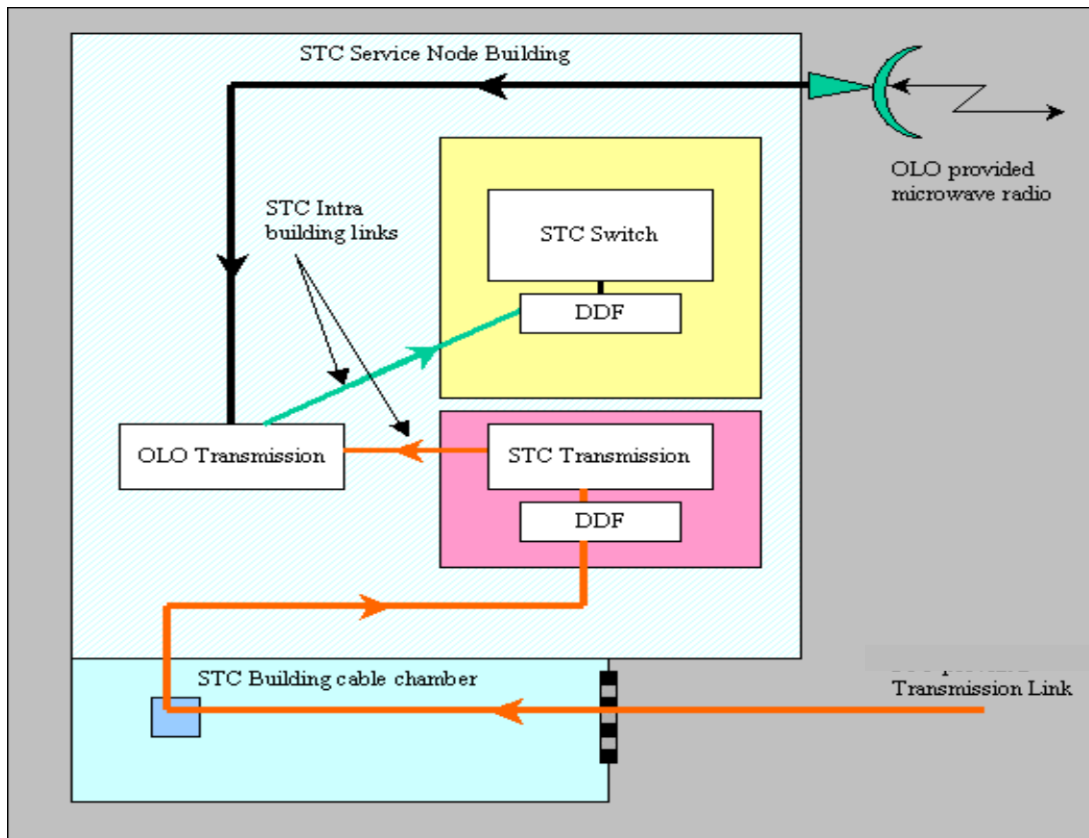 STC Service Node Building
OLO provided
microwave radio
STC Intra
building links
STC Switch
DDF
OLO Transmission
STC Transmission
DDF
STC Building cable chamber
Transmission Link